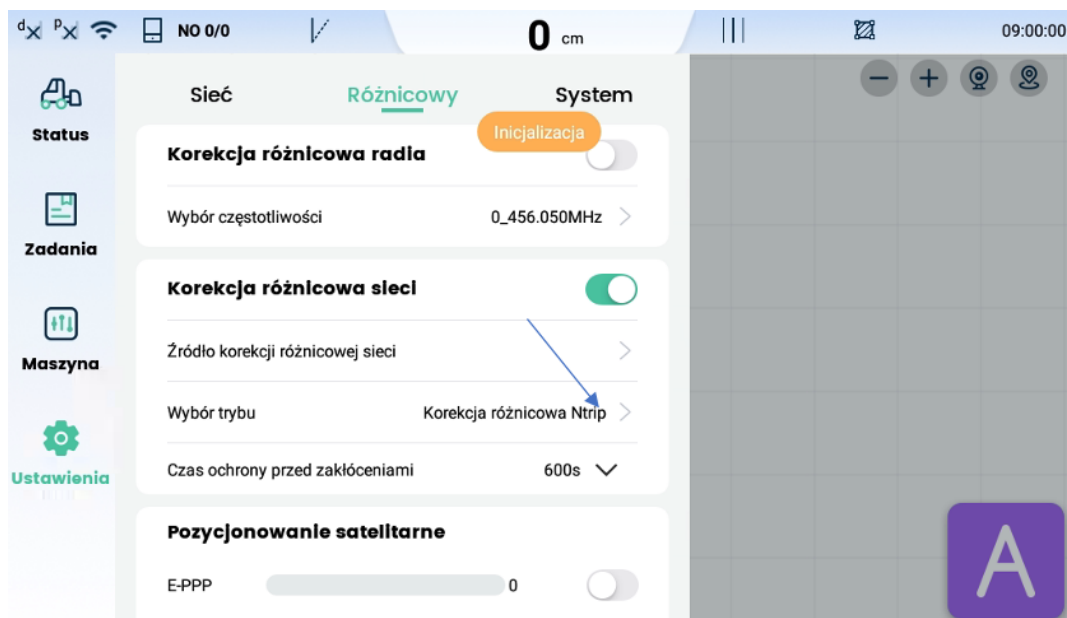 d P NO 0/0 0 cm 09:00:00
Sieć Różnicowy System
Status
Inicjalizacja
Korekcja różnicowa radia
Wybór częstotliwości 0_456.050MHz
Zadania
Korekcja różnicowa sieci
Źródło korekcji różnicowej sieci
Maszyna
Wybór trybu Korekcja różnicowa Ntrip
Czas ochrony przed zakłóceniami 600s
Ustawienia
Pozycjonowanie satelitarne
E-PPP 0
A